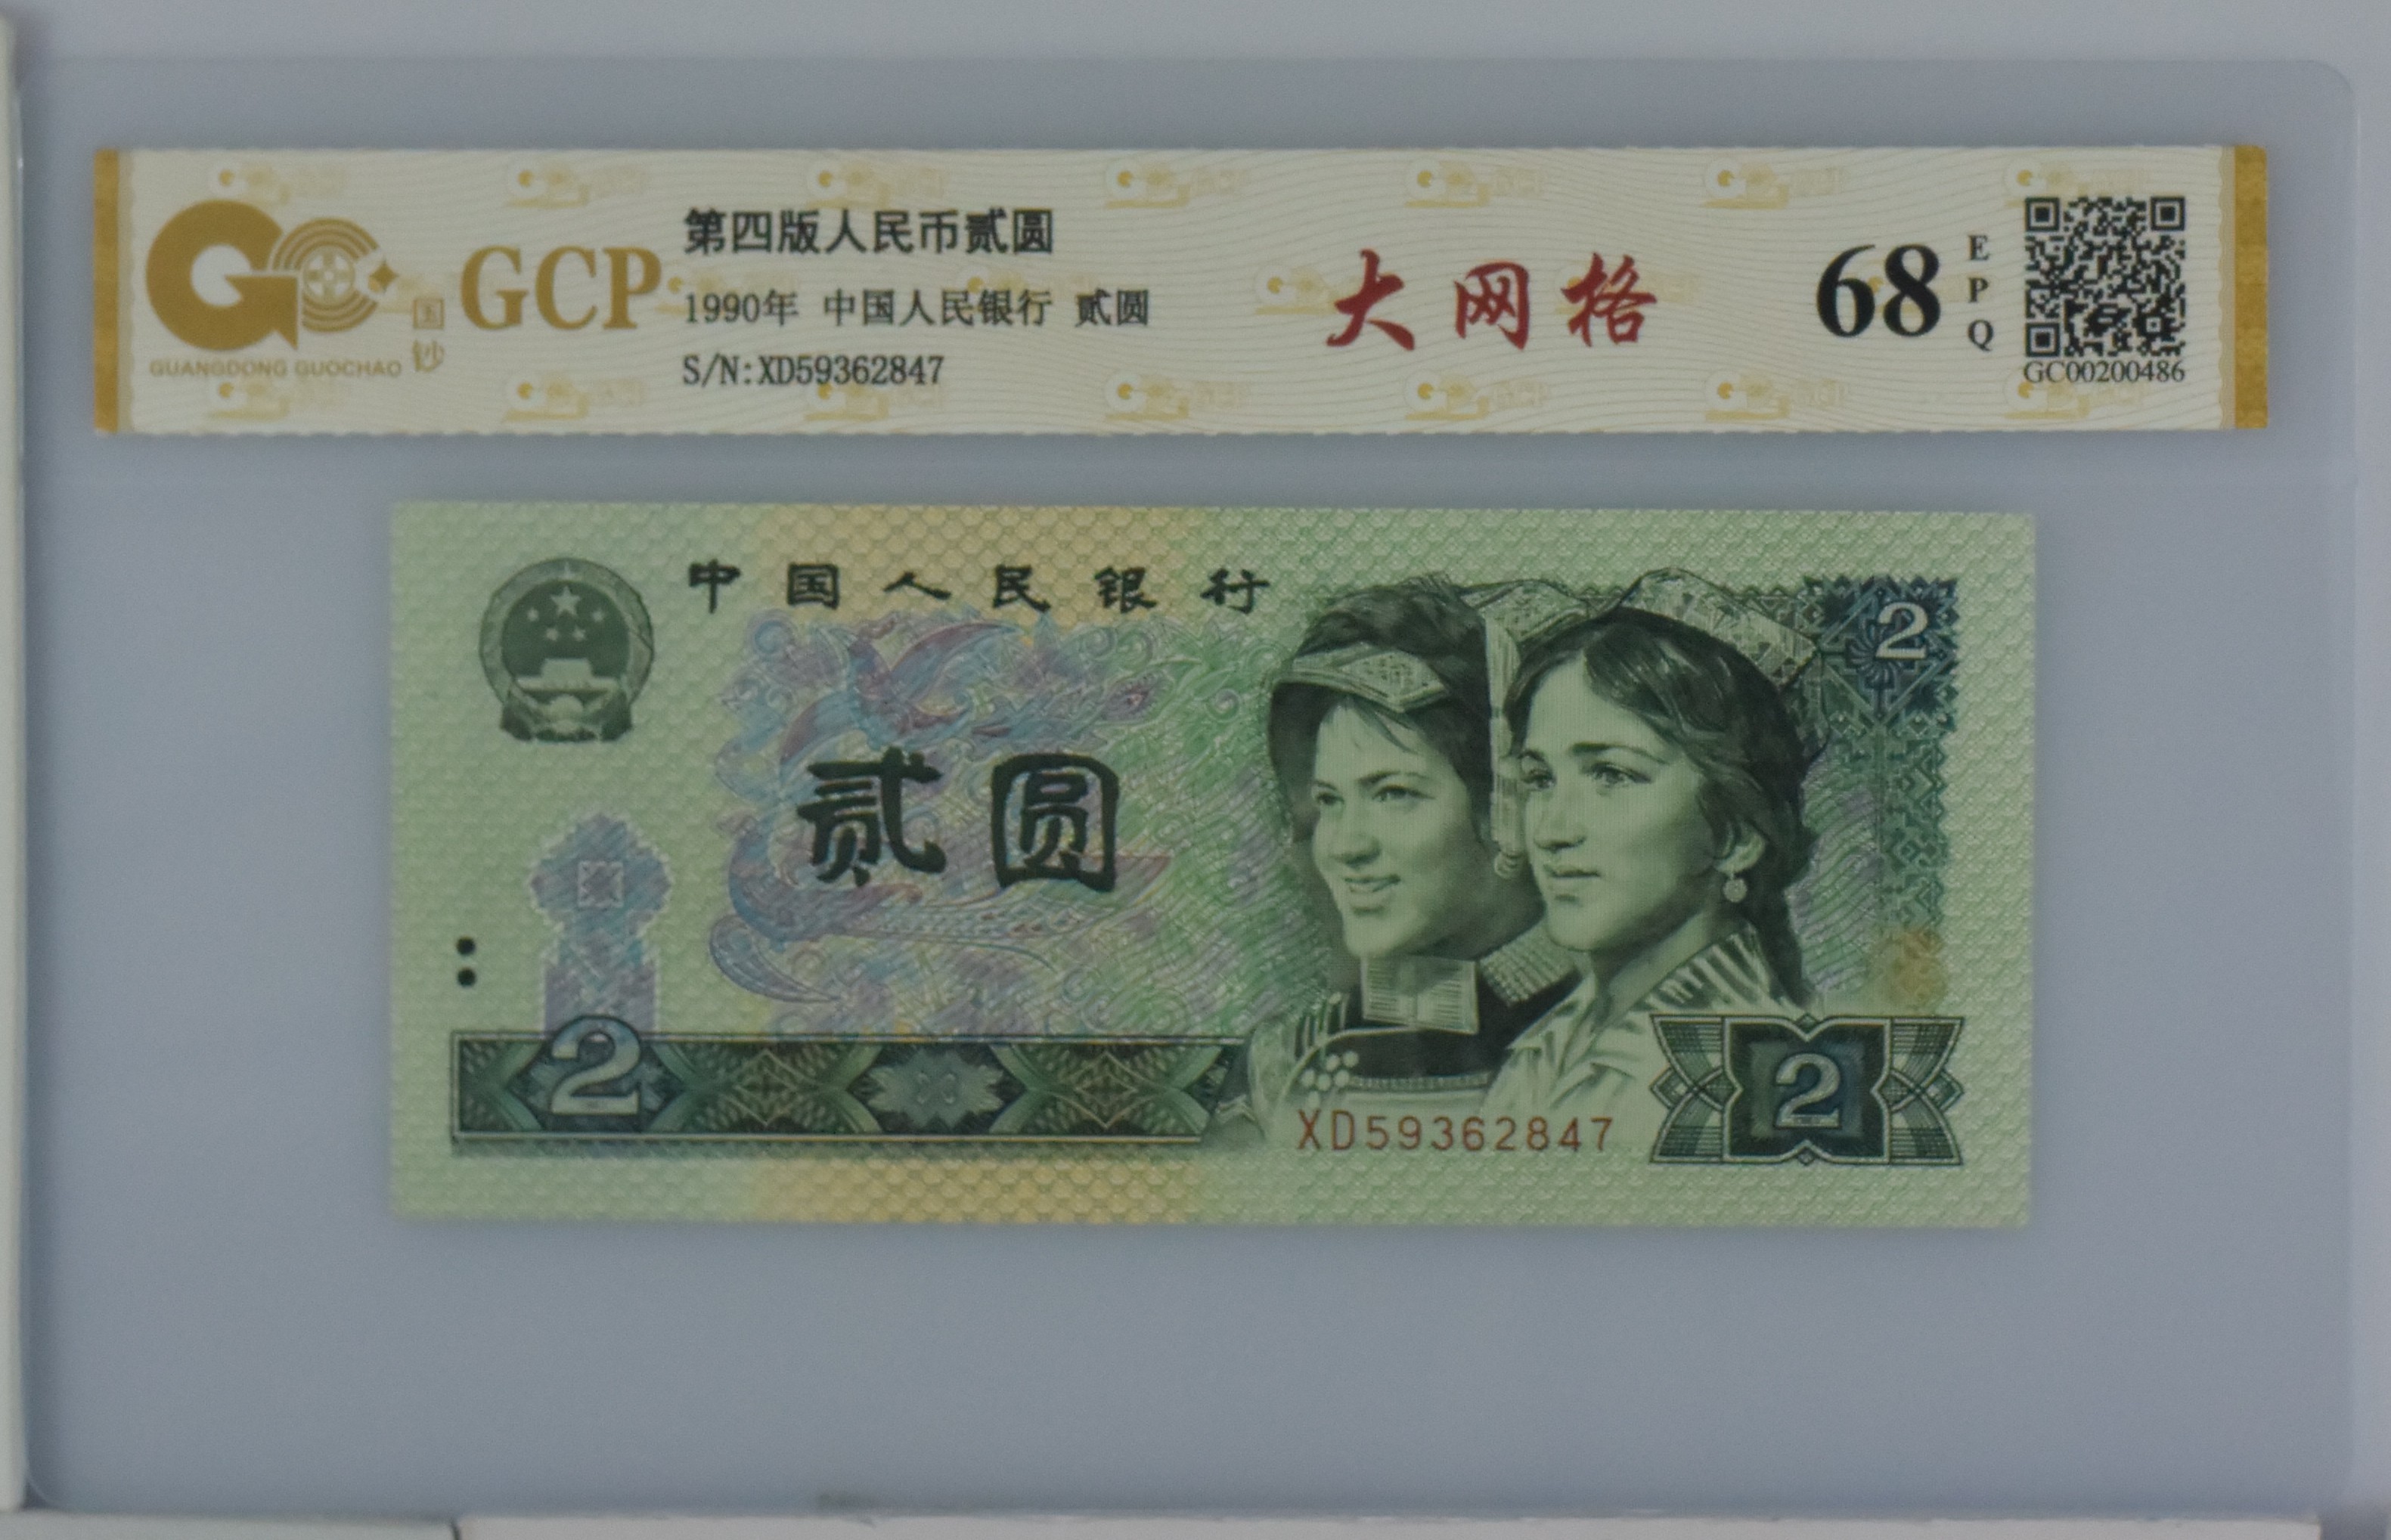 GCP
国钞
GUANGDONG GUOCHAO
第四版人民币贰圆
1990年 中国人民银行 贰圆
S/N:XD59362847
大网格
68
EPQ
GC00200486
中国人民银行
2
贰圆
2
XD59362847
2